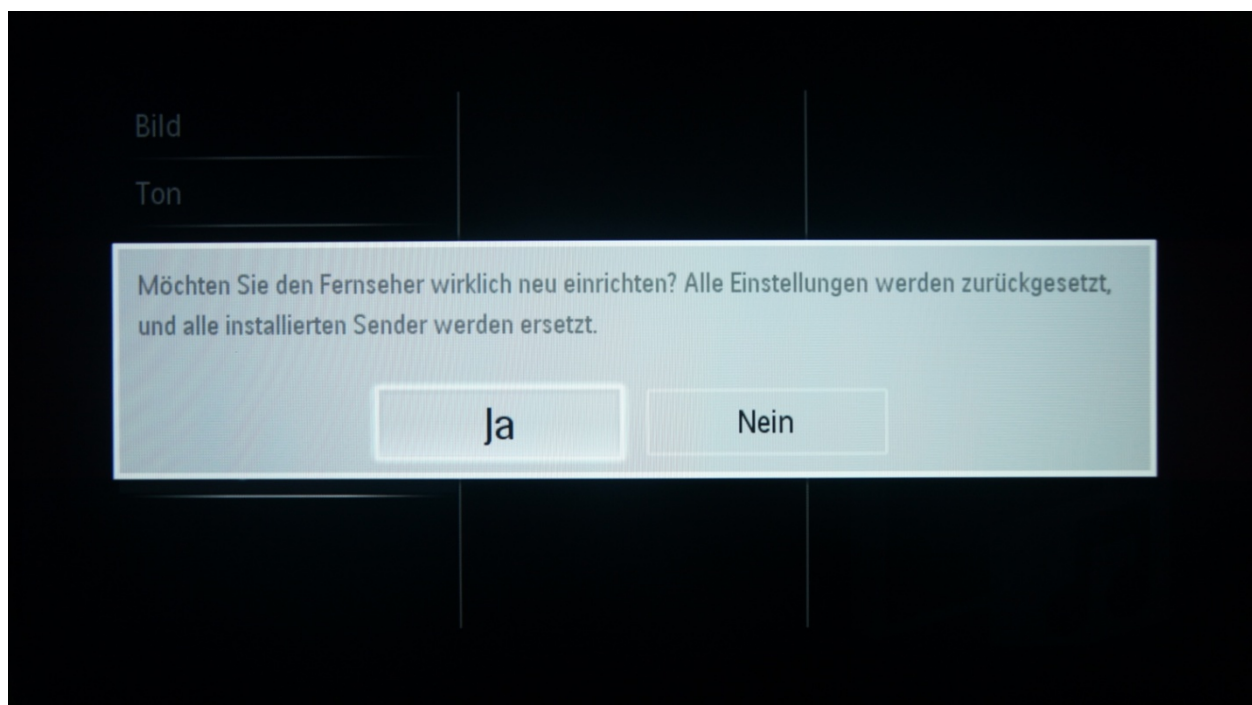 Bild
Ton
Möchten Sie den Fernseher wirklich neu einrichten? Alle Einstellungen werden zurückgesetzt,
und alle installierten Sender werden ersetzt.
Ja
Nein